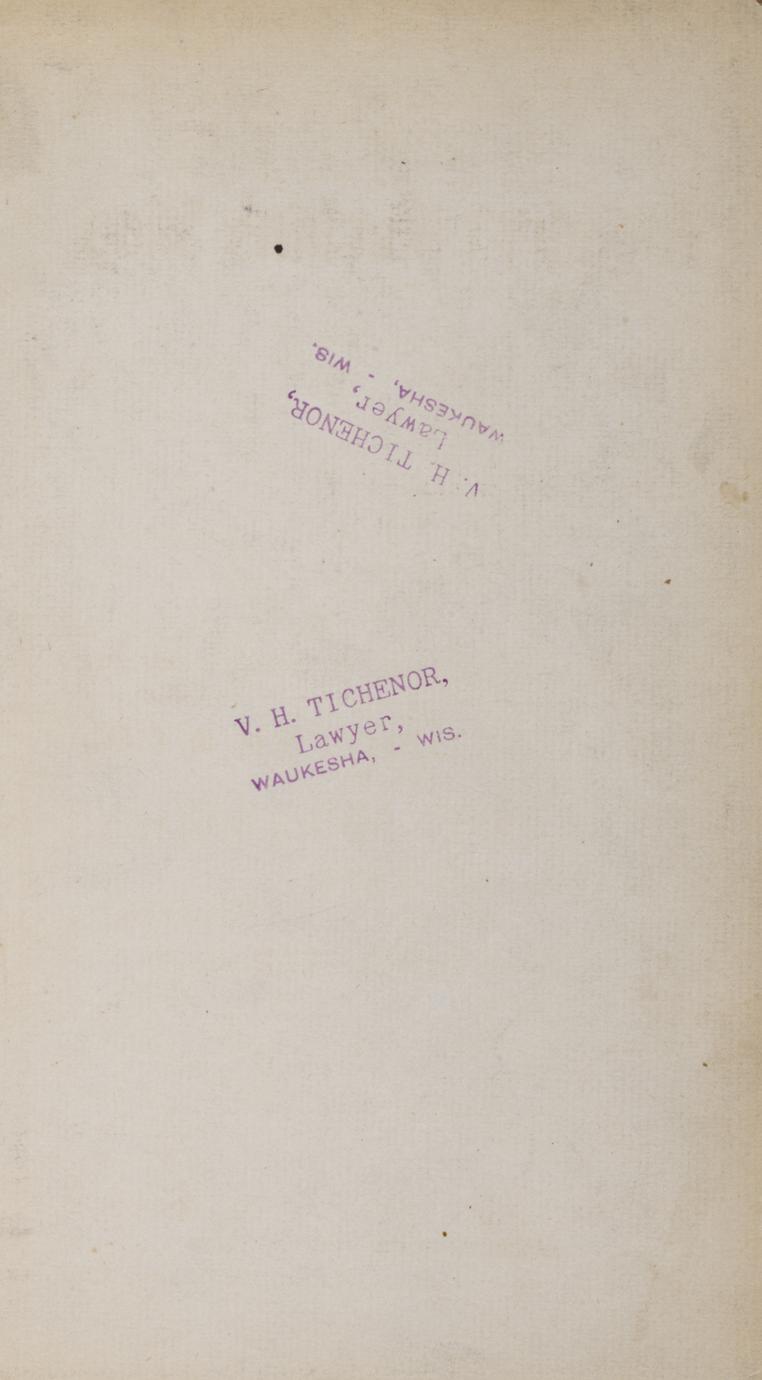 V. H. TICHENOR,
Lawyer,
WAUKESHA, - WIS.
V. H. TICHENOR,
Lawyer,
WAUKESHA, - WIS.